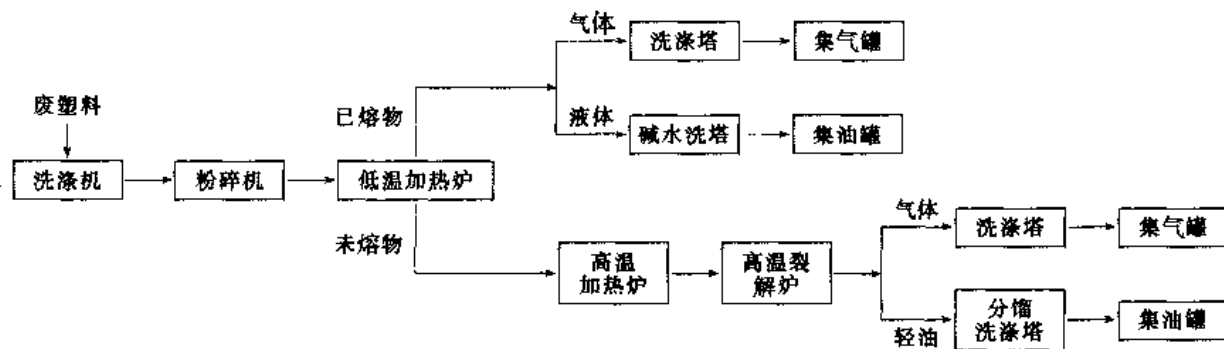 气体
洗涤塔
集气罐
废塑料
已熔物
液体
碱水洗塔
集油罐
洗涤机
粉碎机
低温加热炉
气体
洗涤塔
集气罐
未熔物
高温
加热炉
高温裂
解炉
轻油
分馏
洗涤塔
集油罐